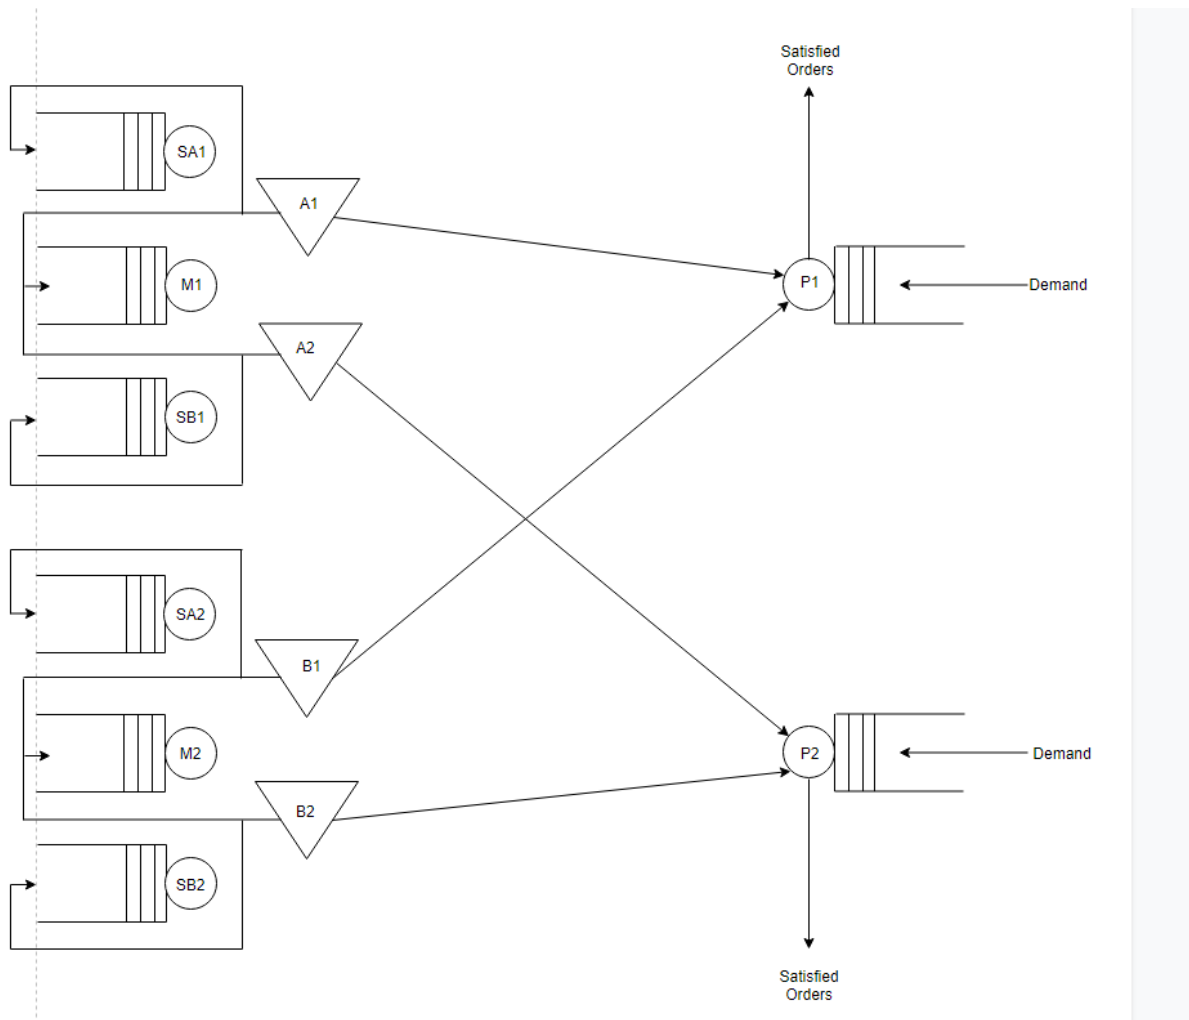 Satisfied
Orders
SA1
A1
M1
P1
Demand
A2
SB1
SA2
B1
M2
P2
Demand
B2
SB2
Satisfied
Orders